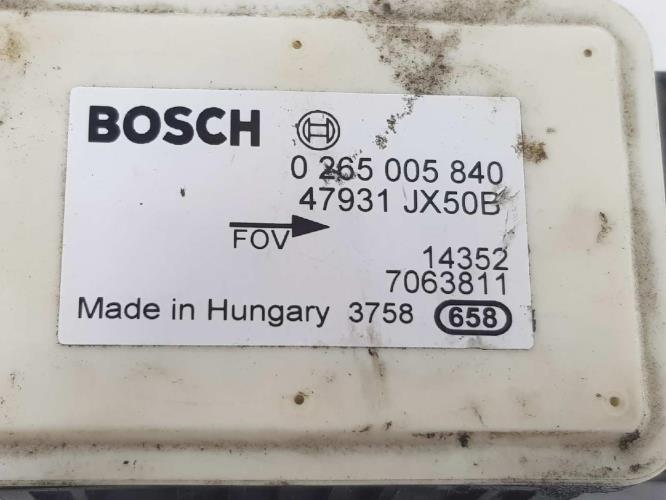 BOSCH
0 265 005 840
47931 JX50B
FOV
14352
7063811
Made in Hungary 3758 658